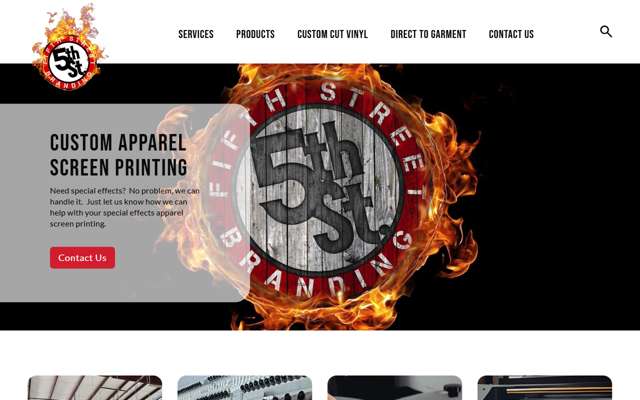 5th St.
FIFTH STREET
BRANDING
SERVICES
PRODUCTS
CUSTOM CUT VINYL
DIRECT TO GARMENT
CONTACT US
CUSTOM APPAREL
SCREEN PRINTING
Need special effects? No problem, we can
handle it. Just let us know how we can
help with your special effects apparel
screen printing.
Contact Us
FIFTH STREET
5th St.
BRANDING